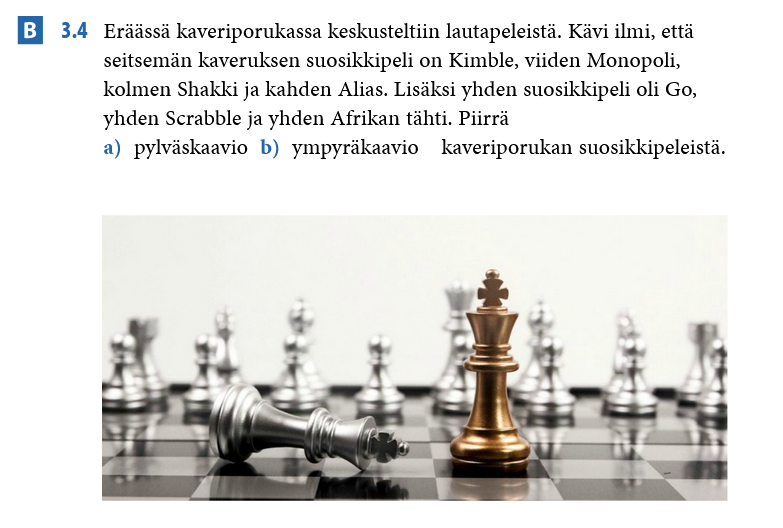 B 3.4 Eräässä kaveriporukassa keskusteltiin lautapeleistä. Kävi ilmi, että
seitsemän kaveruksen suosikkipeli on Kimble, viiden Monopoli,
kolmen Shakki ja kahden Alias. Lisäksi yhden suosikkipeli oli Go,
yhden Scrabble ja yhden Afrikan tähti. Piirrä
a) pylväskaavio b) ympyräkaavio kaveriporukan suosikkipeleistä.